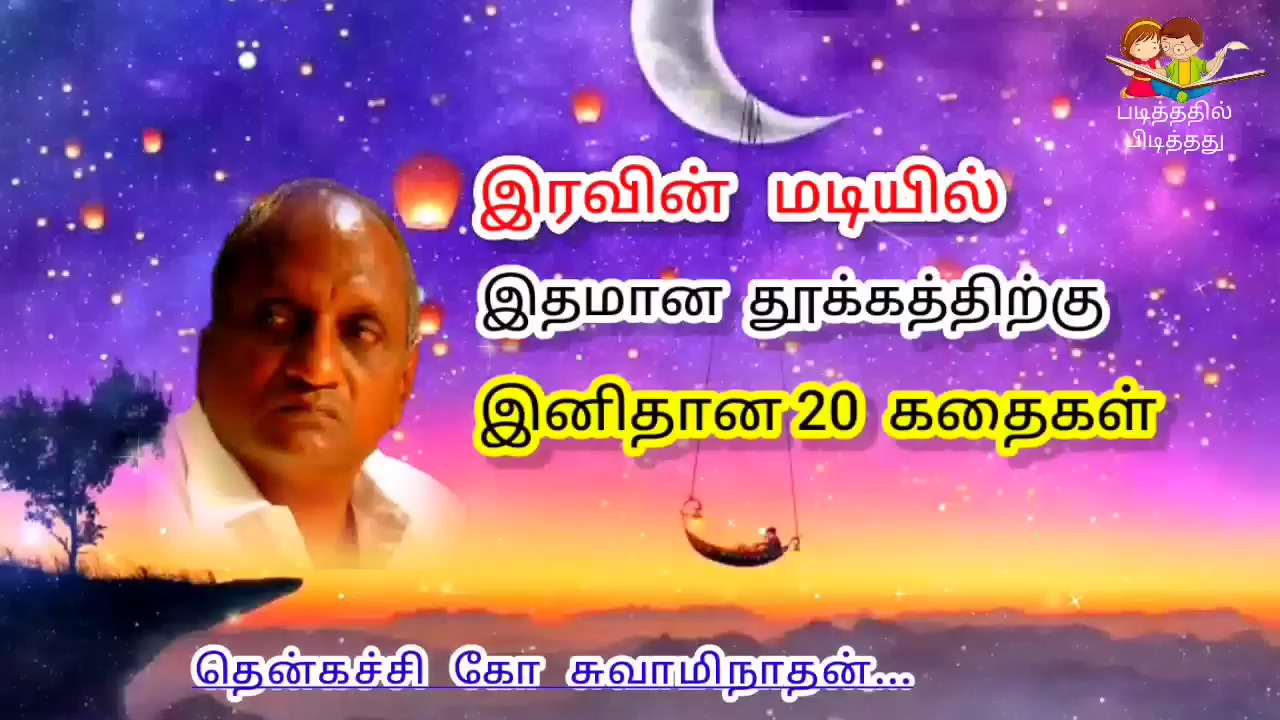 படித்ததில்
பிடித்தது
இரவின் மடியில்
இதமான தூக்கத்திற்கு
இனிதான 20 கதைகள்
தென்கச்சி கோ சுவாமிநாதன்...